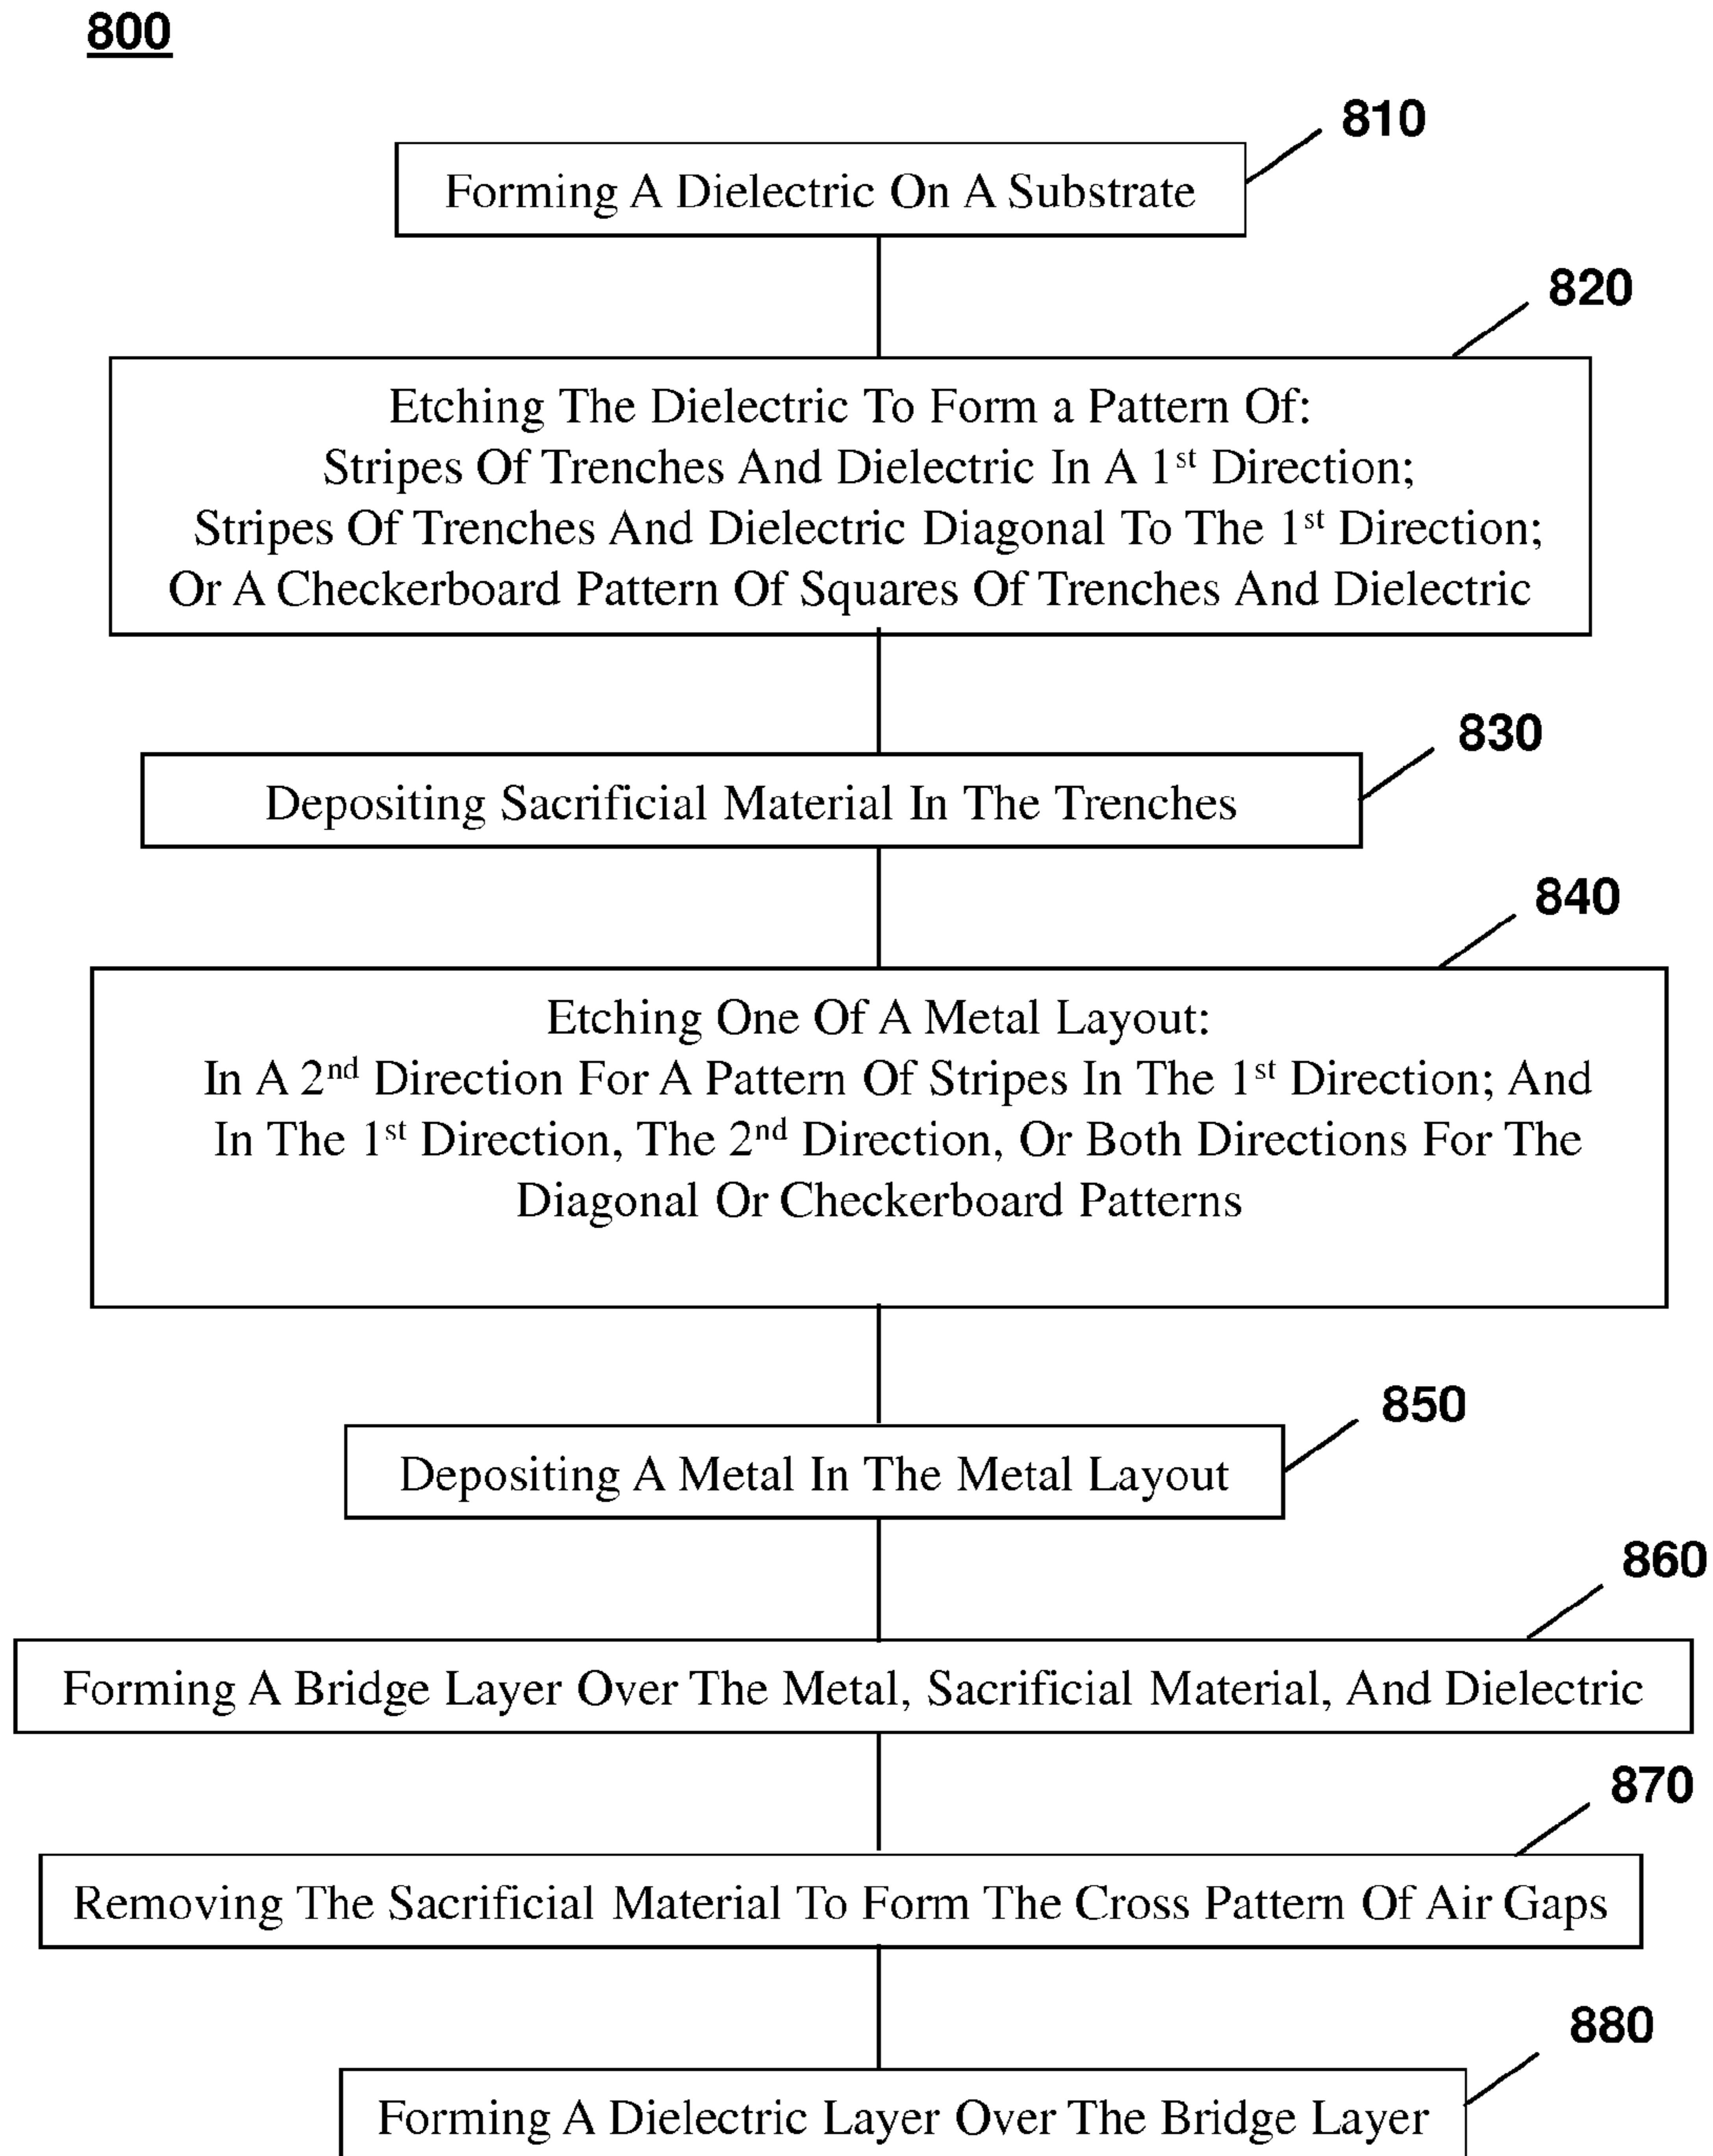 800
810
Forming A Dielectric On A Substrate
820
Etching The Dielectric To Form a Pattern Of:
Stripes Of Trenches And Dielectric In A 1st Direction;
Stripes Of Trenches And Dielectric Diagonal To The 1st Direction;
Or A Checkerboard Pattern Of Squares Of Trenches And Dielectric
830
Depositing Sacrificial Material In The Trenches
840
Etching One Of A Metal Layout:
In A 2nd Direction For A Pattern Of Stripes In The 1st Direction; And
In The 1st Direction, The 2nd Direction, Or Both Directions For The
Diagonal Or Checkerboard Patterns
850
Depositing A Metal In The Metal Layout
860
Forming A Bridge Layer Over The Metal, Sacrificial Material, And Dielectric
870
Removing The Sacrificial Material To Form The Cross Pattern Of Air Gaps
880
Forming A Dielectric Layer Over The Bridge Layer